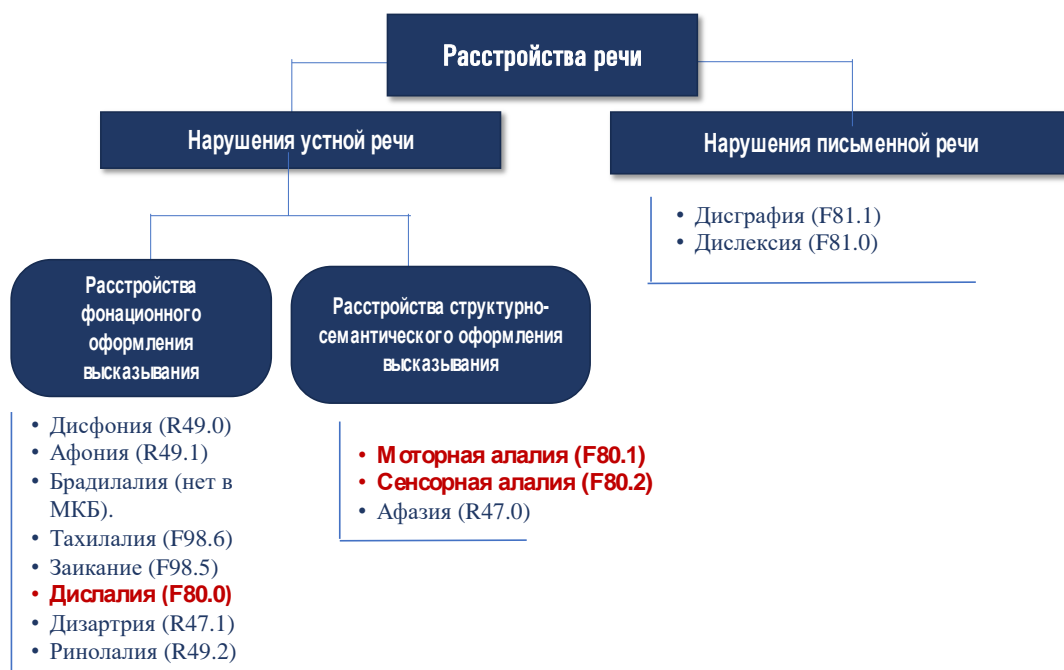 Расстройства речи
Нарушения устной речи
Нарушения письменной речи
• Дисграфия (F81.1)
• Дислексия (F81.0)
Расстройства
фонационного
оформления
высказывания
Расстройства структурно-
семантического оформления
высказывания
• Дисфония (R49.0)
• Афония (R49.1)
• Брадилалия (нет в
МКБ).
• Тахилалия (F98.6)
• Заикание (F98.5)
• Дислалия (F80.0)
• Дизартрия (R47.1)
• Ринолалия (R49.2)
• Моторная алалия (F80.1)
• Сенсорная алалия (F80.2)
• Афазия (R47.0)